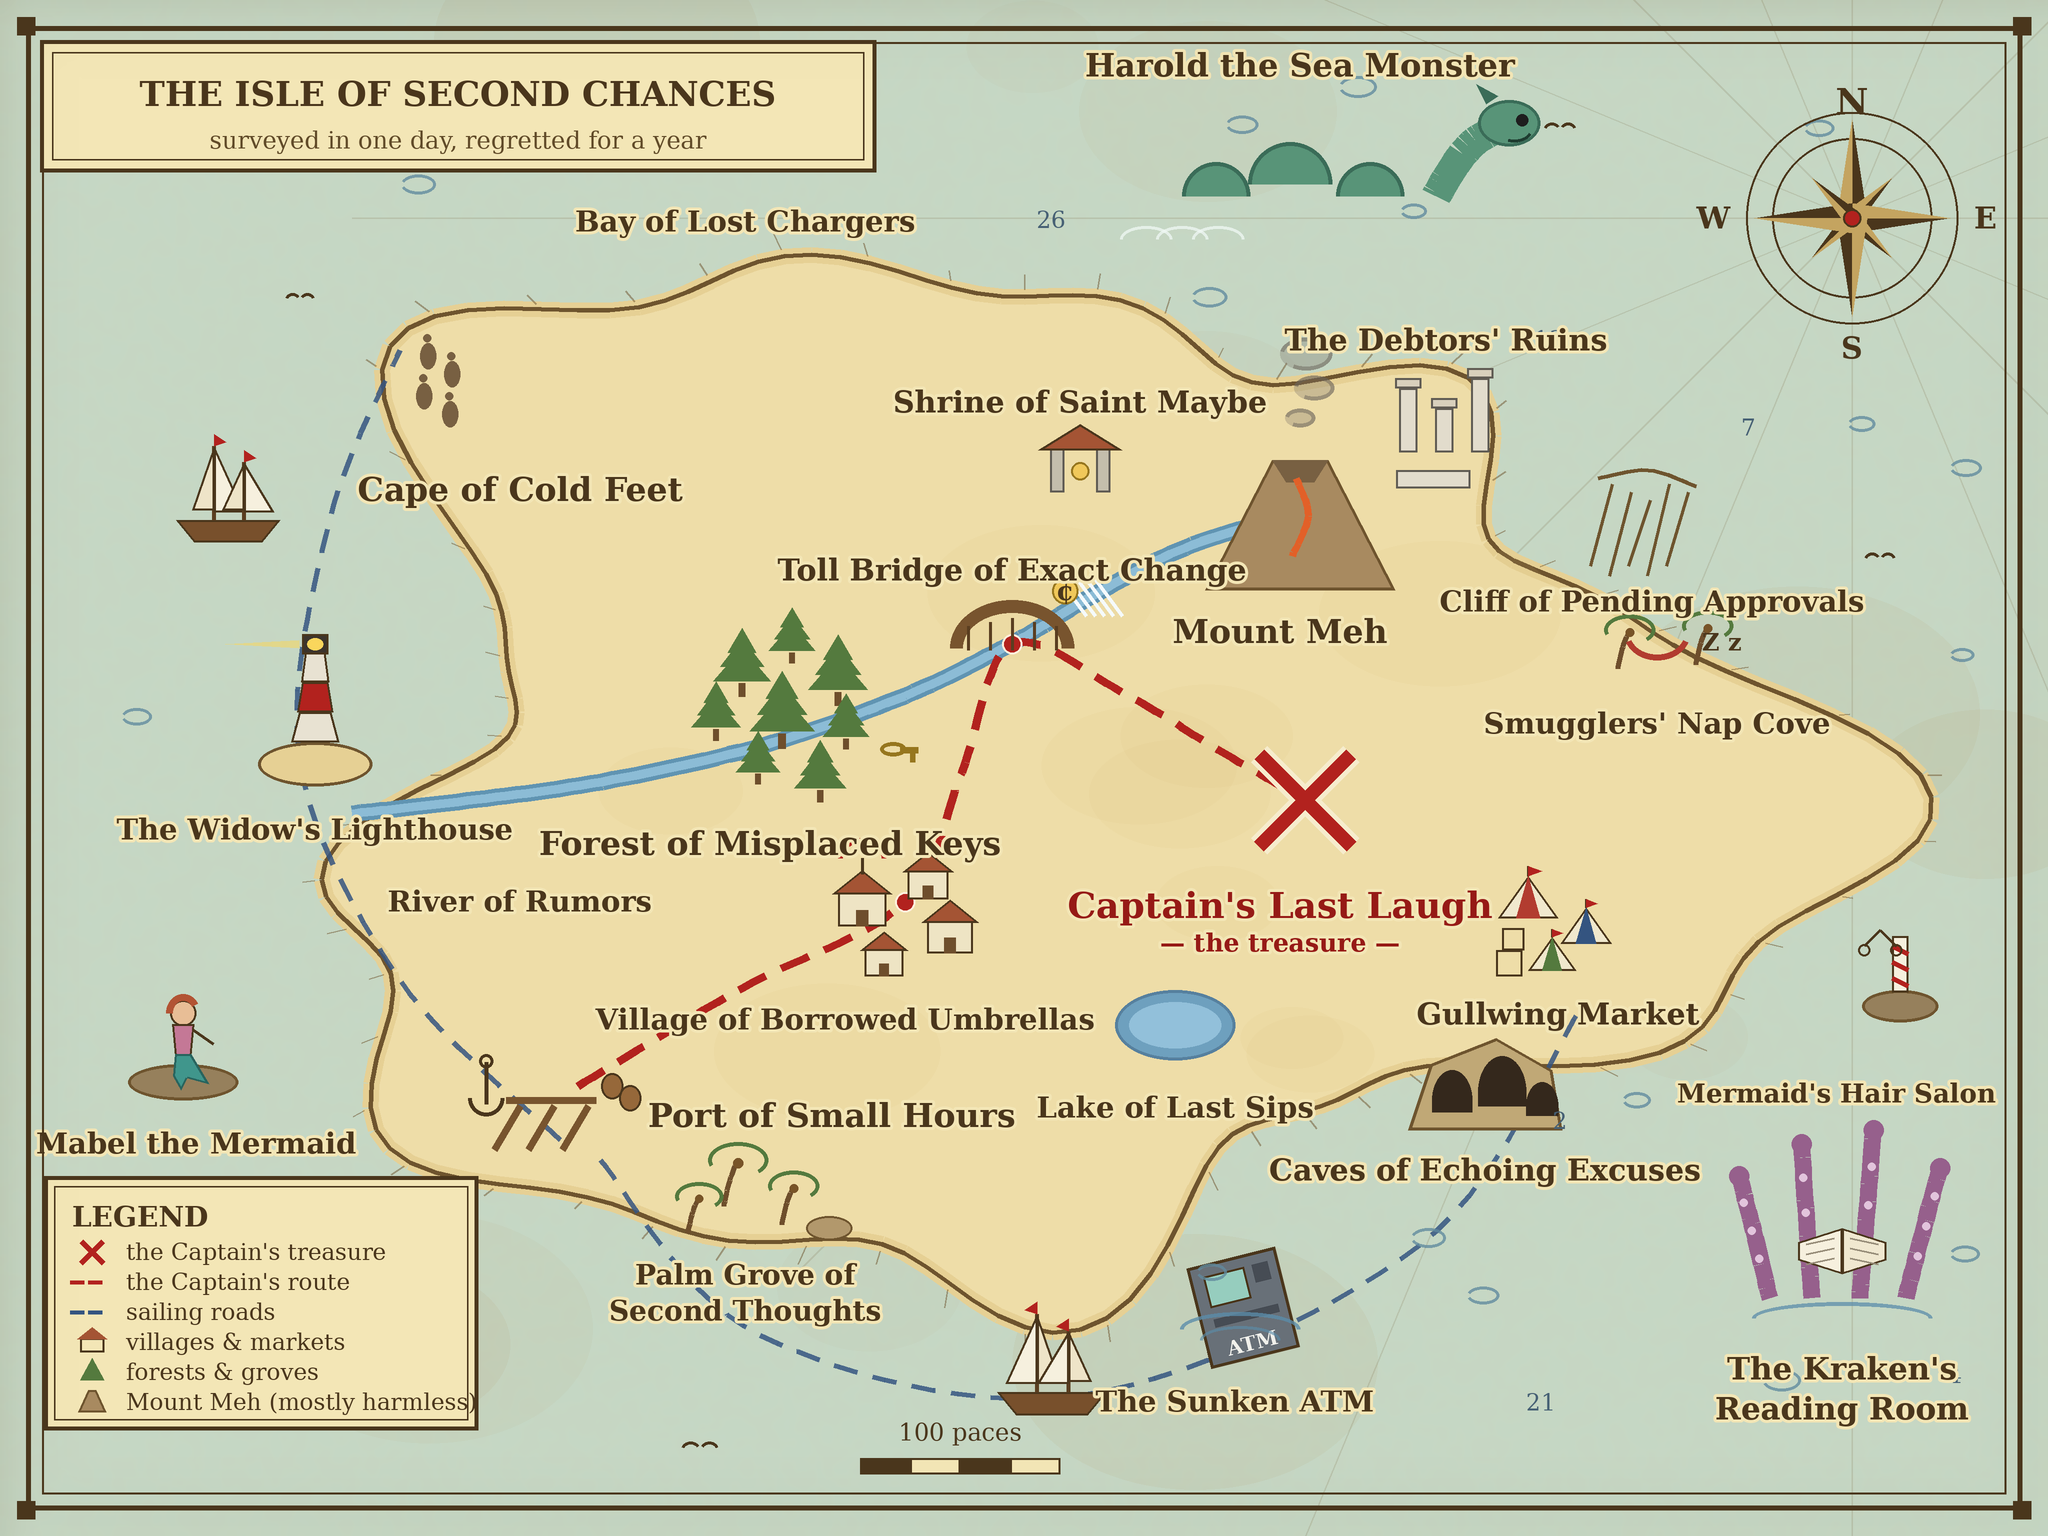 Harold the Sea Monster
THE ISLE OF SECOND CHANCES
surveyed in one day, regretted for a year
N
W
E
S
Bay of Lost Chargers
26
The Debtors' Ruins
Shrine of Saint Maybe
7
Cape of Cold Feet
Toll Bridge of Exact Change
¢
Cliff of Pending Approvals
Mount Meh
Z z
Smugglers' Nap Cove
The Widow's Lighthouse
Forest of Misplaced Keys
River of Rumors
Captain's Last Laugh
— the treasure —
Village of Borrowed Umbrellas
Gullwing Market
Mermaid's Hair Salon
Port of Small Hours
Lake of Last Sips
2
Mabel the Mermaid
Caves of Echoing Excuses
LEGEND
the Captain's treasure
the Captain's route
sailing roads
villages & markets
forests & groves
Mount Meh (mostly harmless)
Palm Grove of
Second Thoughts
ATM
The Sunken ATM
The Kraken's
Reading Room
21
100 paces